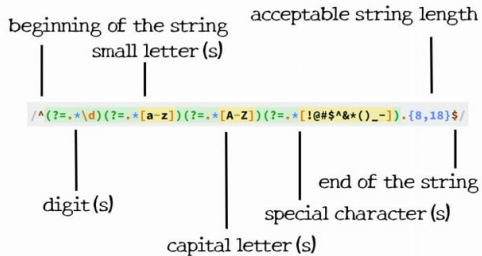 acceptable string length
beginning of the string
small letter(s)
/^(?=.*\d)(?=.*[a-z])(?=.*[A-Z])(?=.*[!@#$^&*()_-]).{8,18}$/
end of the string
digit(s)
special character(s)
capital letter(s)